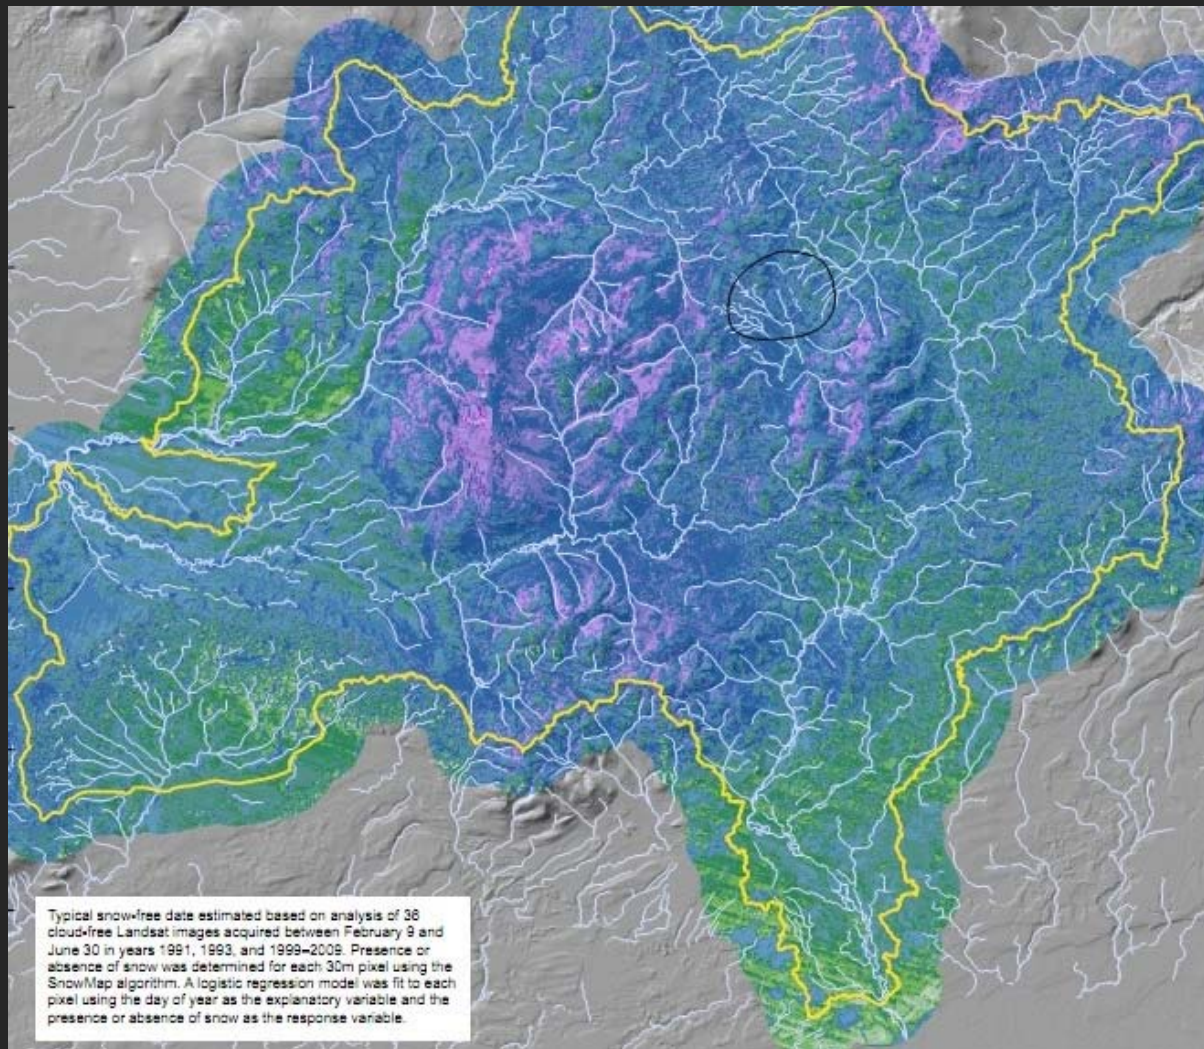 Typical snow-free date estimated based on analysis of 36
cloud-free Landsat images acquired between February 9 and
June 30 in years 1991, 1993, and 1999–2009. Presence or
absence of snow was determined for each 30m pixel using the
SnowMap algorithm. A logistic regression model was fit to each
pixel using the day of year as the explanatory variable and the
presence or absence of snow as the response variable.